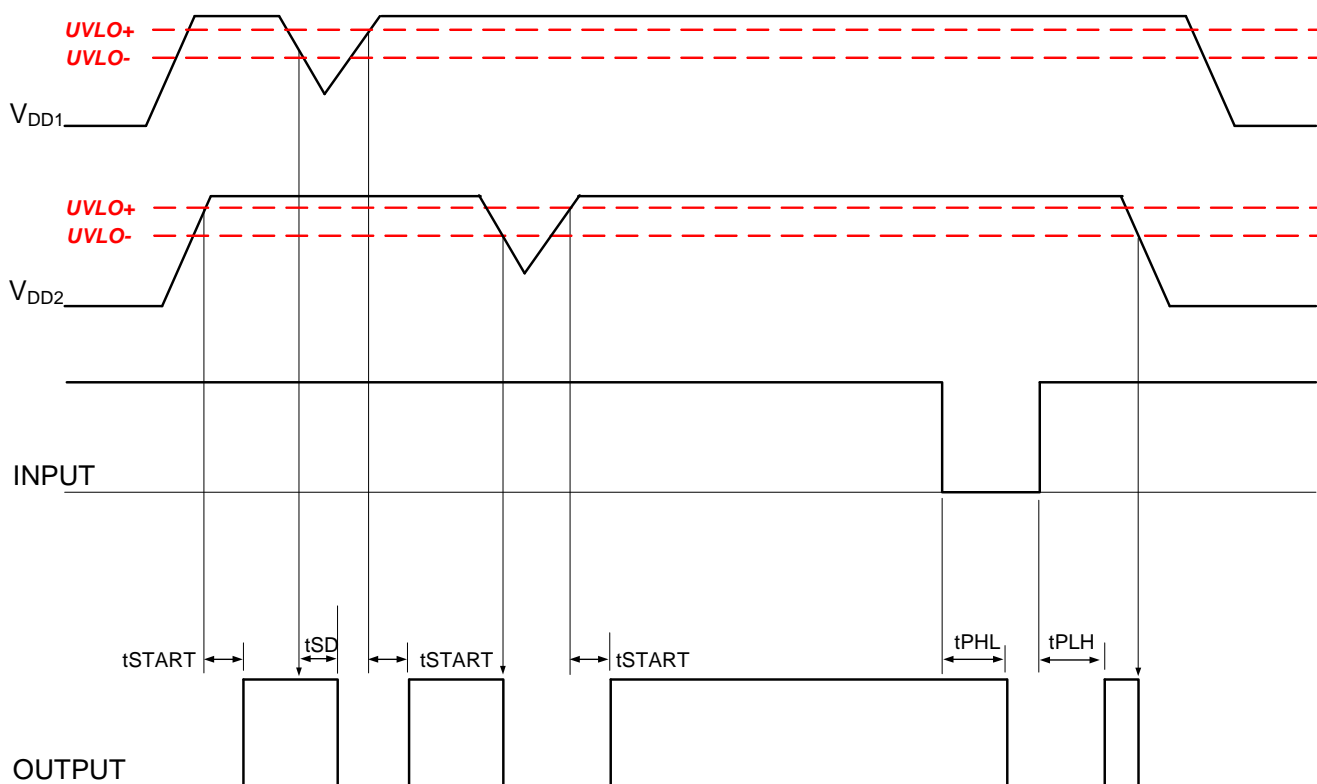 UVLO+
UVLO-
VDD1
UVLO+
UVLO-
VDD2
INPUT
tSTART
tSD
tSTART
tSTART
tPHL
tPLH
OUTPUT